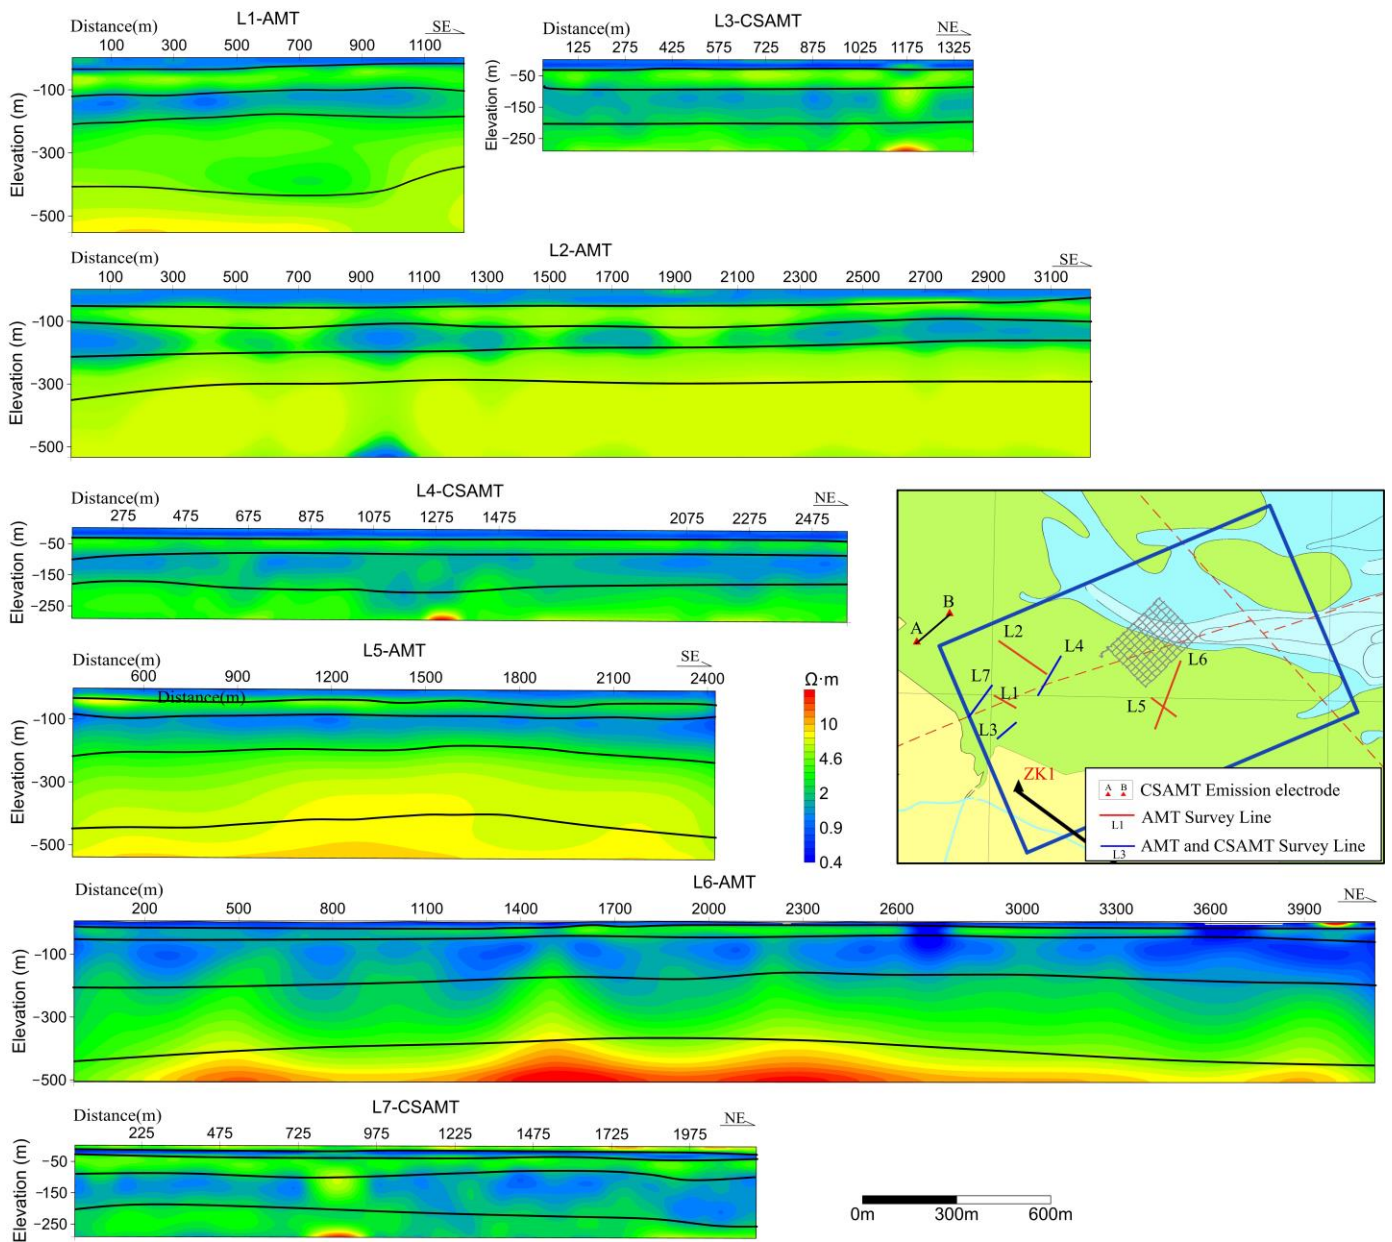 L1-AMT
Distance(m)
SE
100 300 500 700 900 1100
Elevation (m)
−100
−300
−500
L3-CSAMT
Distance(m)
NE
125 275 425 575 725 875 1025 1175 1325
Elevation (m)
−50
−150
−250
L2-AMT
Distance(m)
SE
100 300 500 700 900 1160 1300 1500 1700 1900 2100 2300 2500 2700 2900 3100
Elevation (m)
−100
−300
−500
L4-CSAMT
Distance(m)
NE
275 475 675 875 1075 1275 1475 2075 2275 2475
Elevation (m)
−50
−150
−250
L5-AMT
SE
600 900 1200 1500 1800 2100 2400
Distance(m)
Elevation (m)
−100
−300
−500
Ω·m
10
4.6
2
0.9
0.4
A
B
L2
L4
L7
L1
L3
L6
L5
ZK1
A B CSAMT Emission electrode
L1 AMT Survey Line
L3 AMT and CSAMT Survey Line
L6-AMT
Distance(m)
NE
200 500 800 1100 1400 1700 2000 2300 2600 3000 3300 3600 3900
Elevation (m)
−100
−300
−500
L7-CSAMT
Distance(m)
NE
225 475 725 975 1225 1475 1725 1975
Elevation (m)
−50
−150
−250
0m 300m 600m